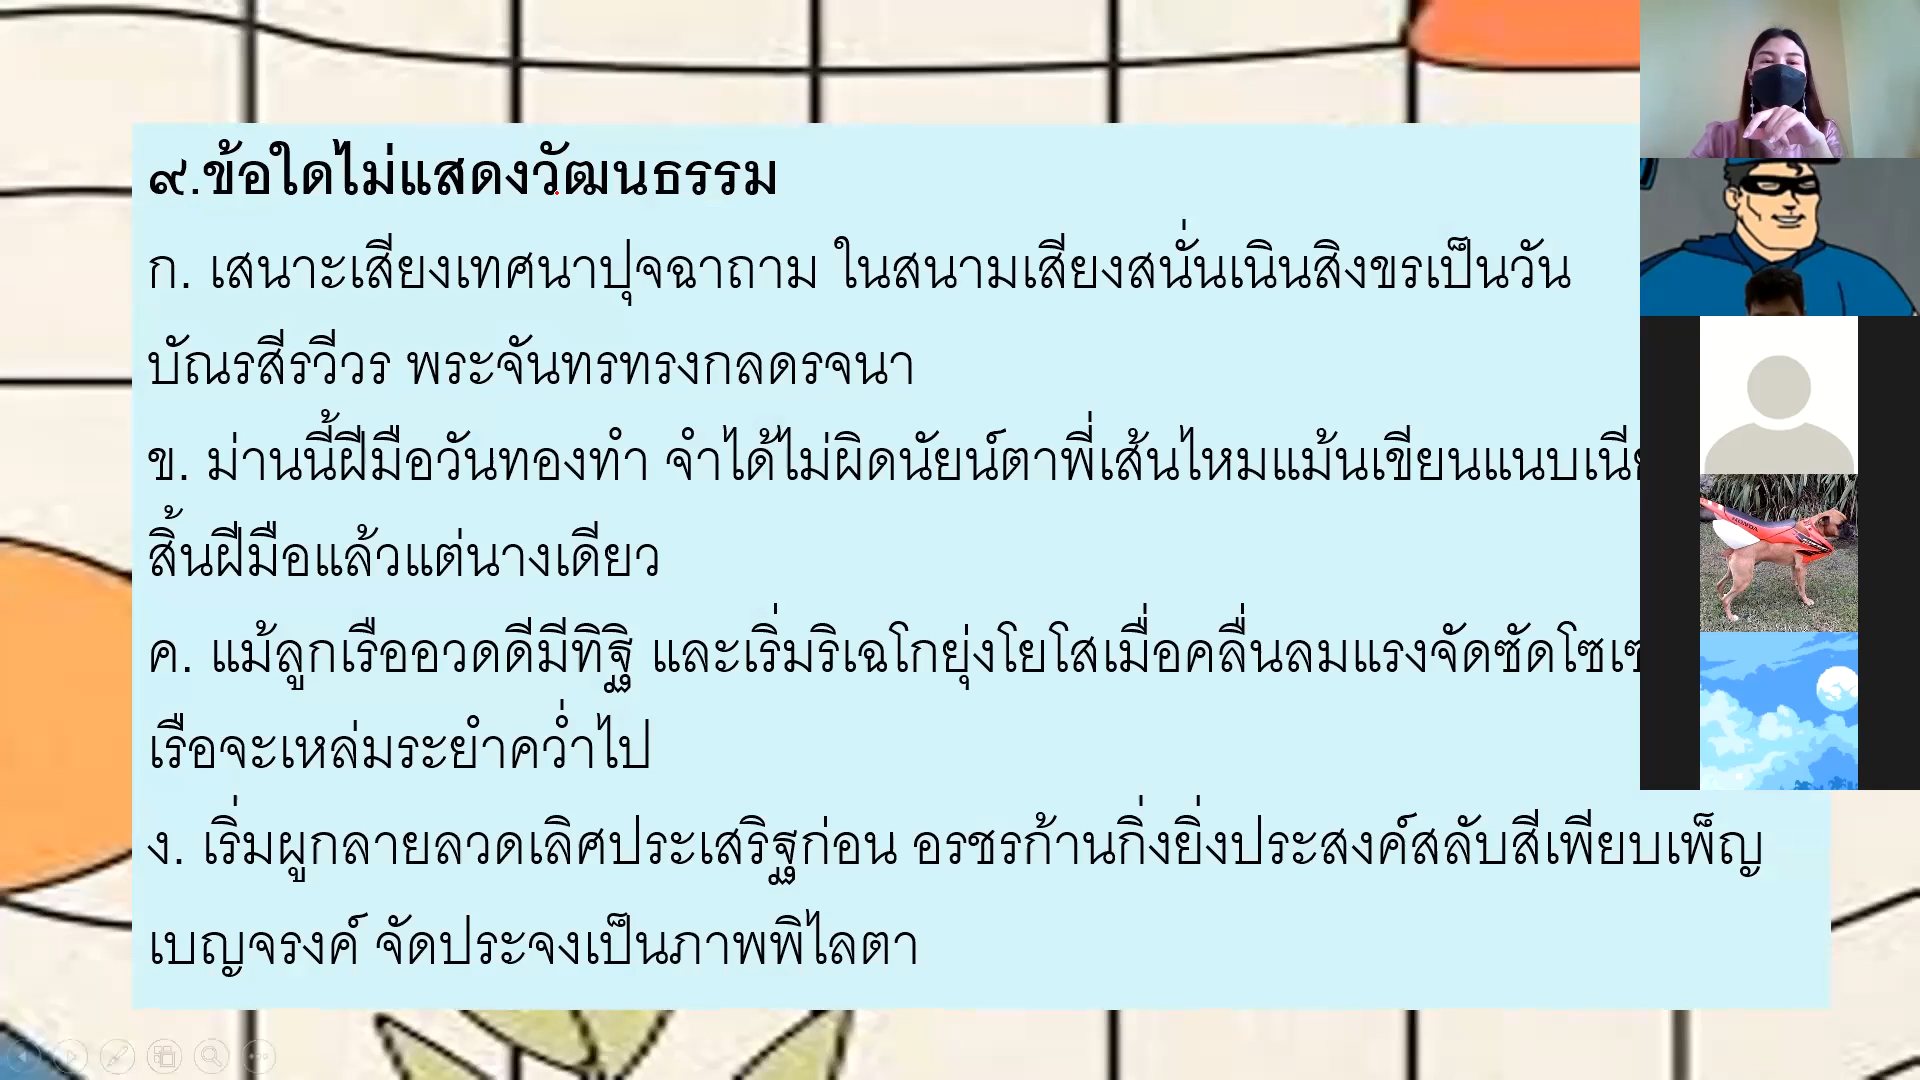 ๙.ข้อใดไม่แสดงวัฒนธรรม
ก. เสนาะเสียงเทศนาปุจฉาถาม ในสนามเสียงสนั่นเนินสิงขรเป็นวัน
บัณรสีรวีวร พระจันทรทรงกลดรจนา
ข. ม่านนี้ฝีมือวันทองทำ จำได้ไม่ผิดนัยน์ตาพี่เส้นไหมแม้นเขียนแนบ
สิ้นฝีมือแล้วแต่นางเดียว
ค. แม้ลูกเรืออวดดีมีทิฐิ และเริ่มริเฉโกยุ่งโยโสเมื่อคลื่นลมแรงจัดซัด
เรือจะเหล่มระยำคว่ำไป
ง. เริ่มผูกลายลวดเลิศประเสริฐก่อน อรชรก้านกิ่งยิ่งประสงค์สลับสีเพียบเพ็ญ
เบญจรงค์ จัดประจงเป็นภาพพิไลตา
HONDA